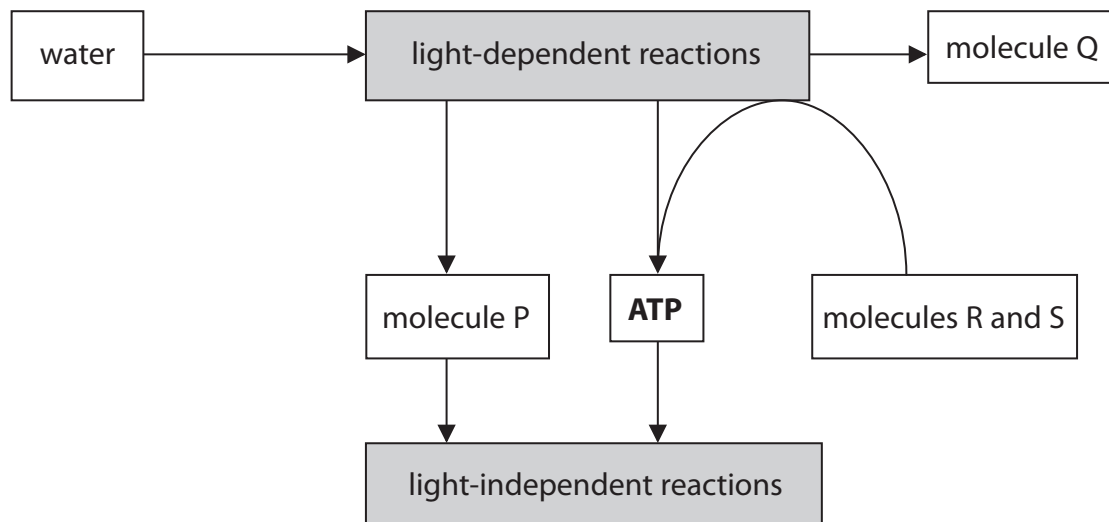 water
light-dependent reactions
molecule Q
molecule P
ATP
molecules R and S
light-independent reactions